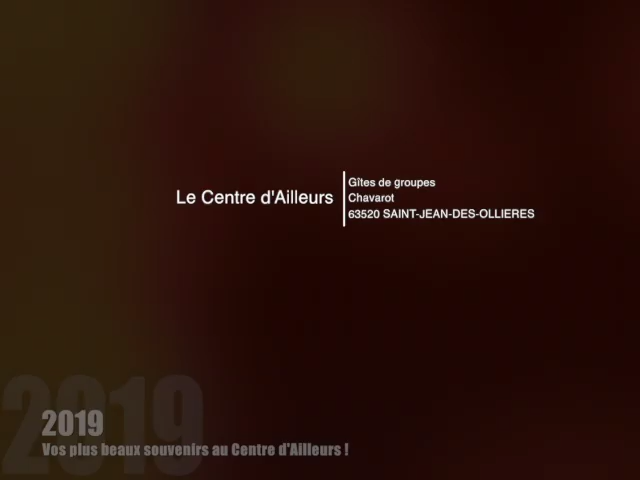 Le Centre d'Ailleurs
Gîtes de groupes
Chavarot
63520 SAINT-JEAN-DES-OLLIERES
2019
2019
Vos plus beaux souvenirs au Centre d'Ailleurs !